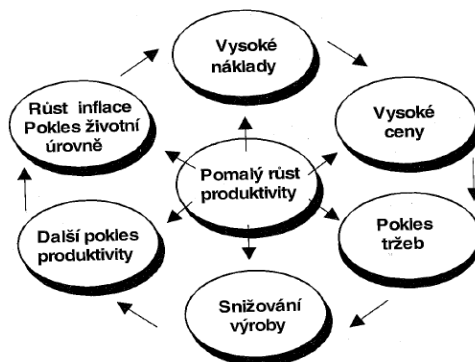 Vysoké
náklady
Růst inflace
Pokles životní
úrovně
Vysoké
ceny
Pomalý růst
produktivity
Další pokles
produktivity
Pokles
tržeb
Snižování
výroby